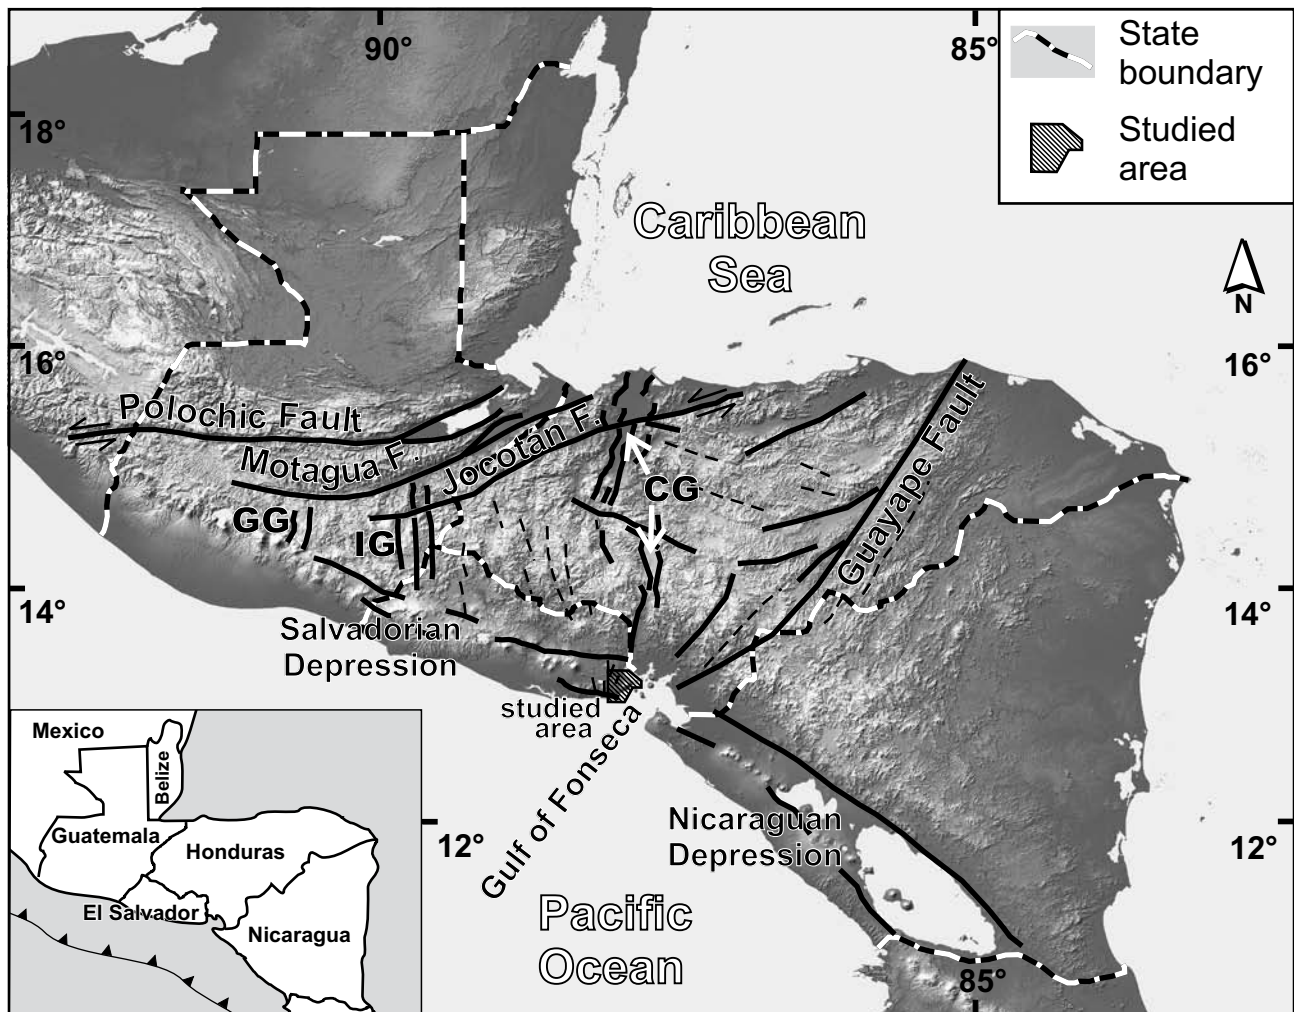 90°
85°
State
boundary
Studied
area
18°
Caribbean
Sea
N
16°
16°
Polochic Fault
Motagua F.
Jocotán F.
Guayape Fault
CG
GG
IG
14°
14°
Salvadorian
Depression
studied
area
Gulf of Fonseca
Nicaraguan
Depression
12°
12°
Pacific
Ocean
85°
Mexico
Belize
Guatemala
Honduras
El Salvador
Nicaragua